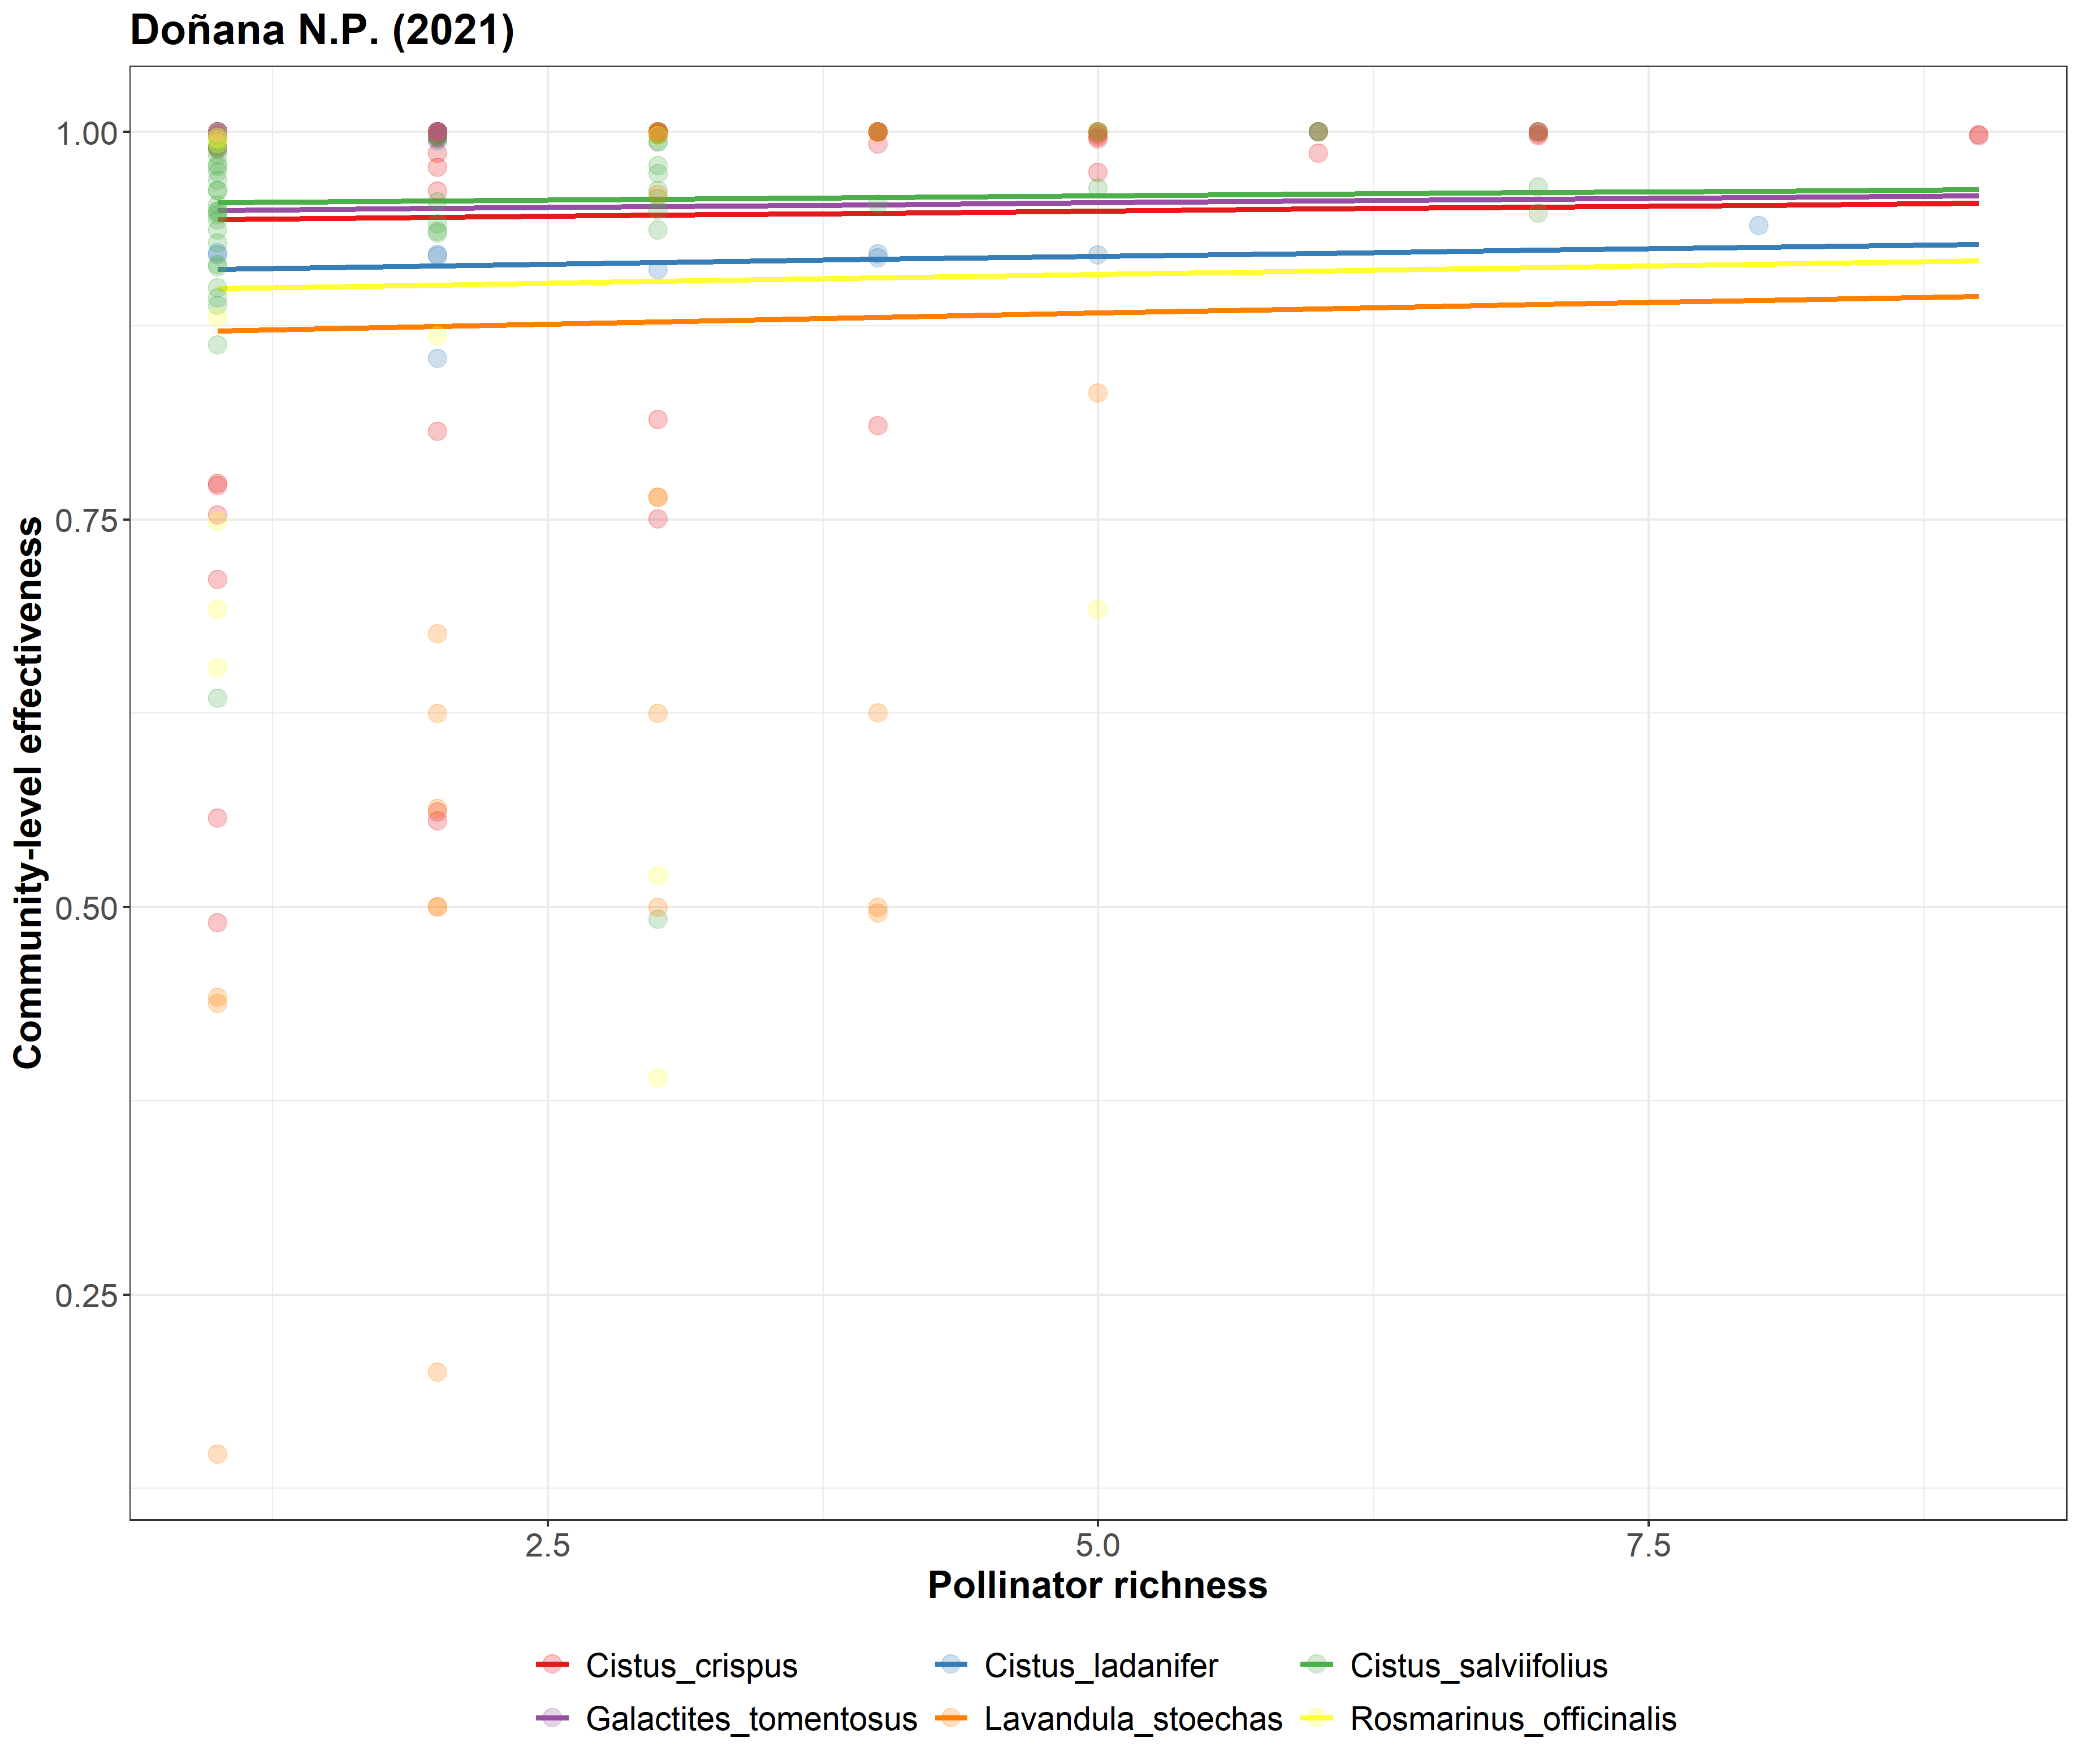 Doñana N.P. (2021)
Community-level effectiveness
1.00
0.75
0.50
0.25
2.5 5.0 7.5
Pollinator richness
Cistus_crispus Cistus_ladanifer Cistus_salviifolius
Galactites_tomentosus Lavandula_stoechas Rosmarinus_officinalis